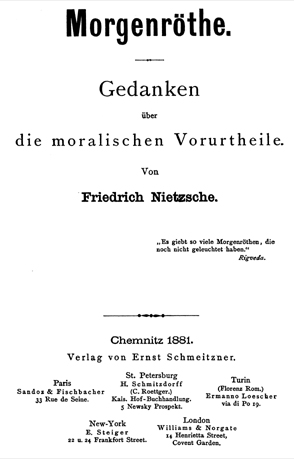 Morgenröthe.
Gedanken
über
die moralischen Vorurtheile.
Von
Friedrich Nietzsche.
„Es giebt so viele Morgenröthen, die
noch nicht geleuchtet haben.“
Rigveda.
Chemnitz 1881.
Verlag von Ernst Schmeitzner.
Paris
Sandoz & Fischbacher
33 Rue de Seine.
St. Petersburg
H. Schmitzdorff
(C. Roettger.)
Kais. Hof-Buchhandlung.
5 Newsky Prospekt.
Turin
(Florenz Rom.)
Ermanno Loescher
via di Po 19.
New-York
E. Steiger
22 u. 24 Frankfort Street.
London
Williams & Norgate
14 Henrietta Street,
Covent Garden.